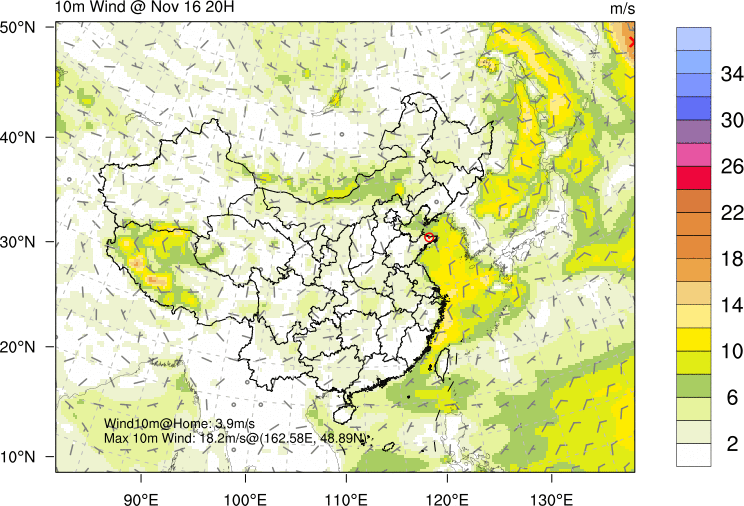 10m Wind @ Nov 16 20H
m/s
50°N
40°N
30°N
20°N
10°N
34
30
26
22
18
14
10
6
2
Wind10m@Home: 3.9m/s
Max 10m Wind: 18.2m/s@(162.58E, 48.89N)
90°E
100°E
110°E
120°E
130°E